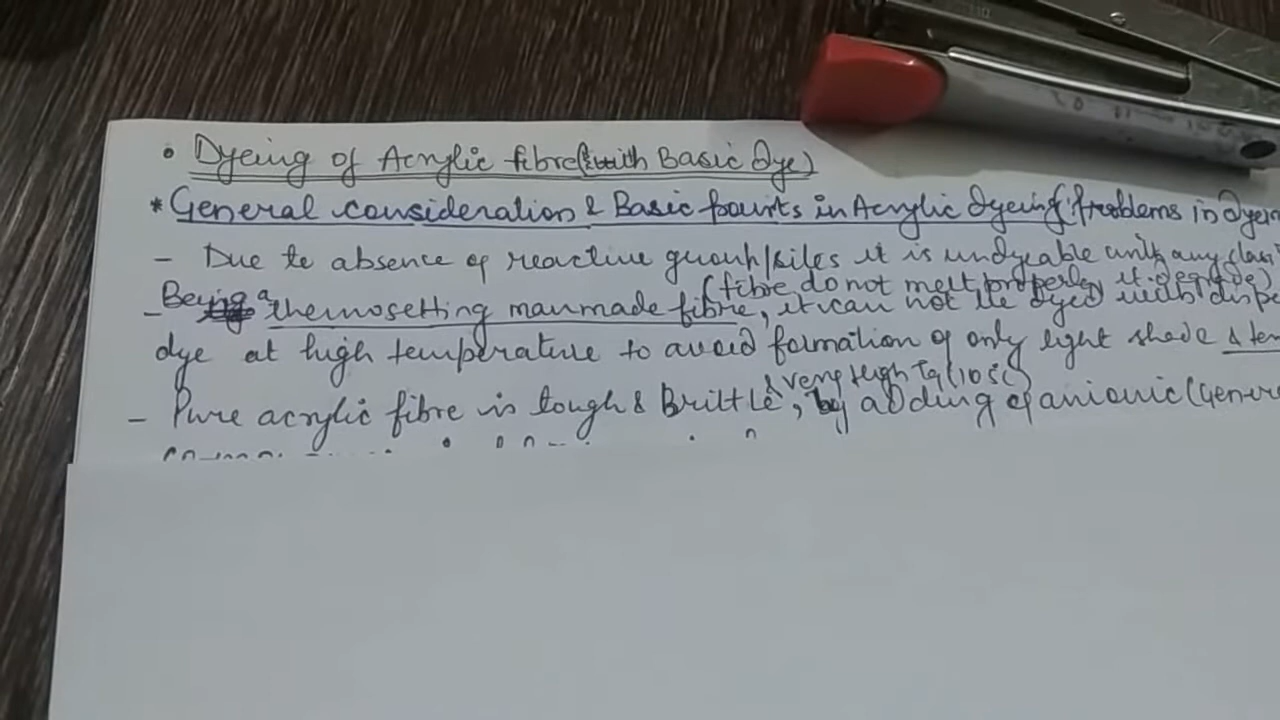 • Dyeing of Acrylic fibre (with Basic Dye)
* General consideration & Basic points in Acrylic Dyeing (Problems in Dyein
- Due to absence of reactive group/sites it is undyeable with any class
(fibre do not melt properly it degrade)
- Being a thermosetting manmade fibre, it can not be dyed with dispe
dye at high temperature to avoid formation of only light shade & ten
& very High Tg (105c)
- Pure acrylic fibre is tough & Brittle, by adding of anionic (Gener